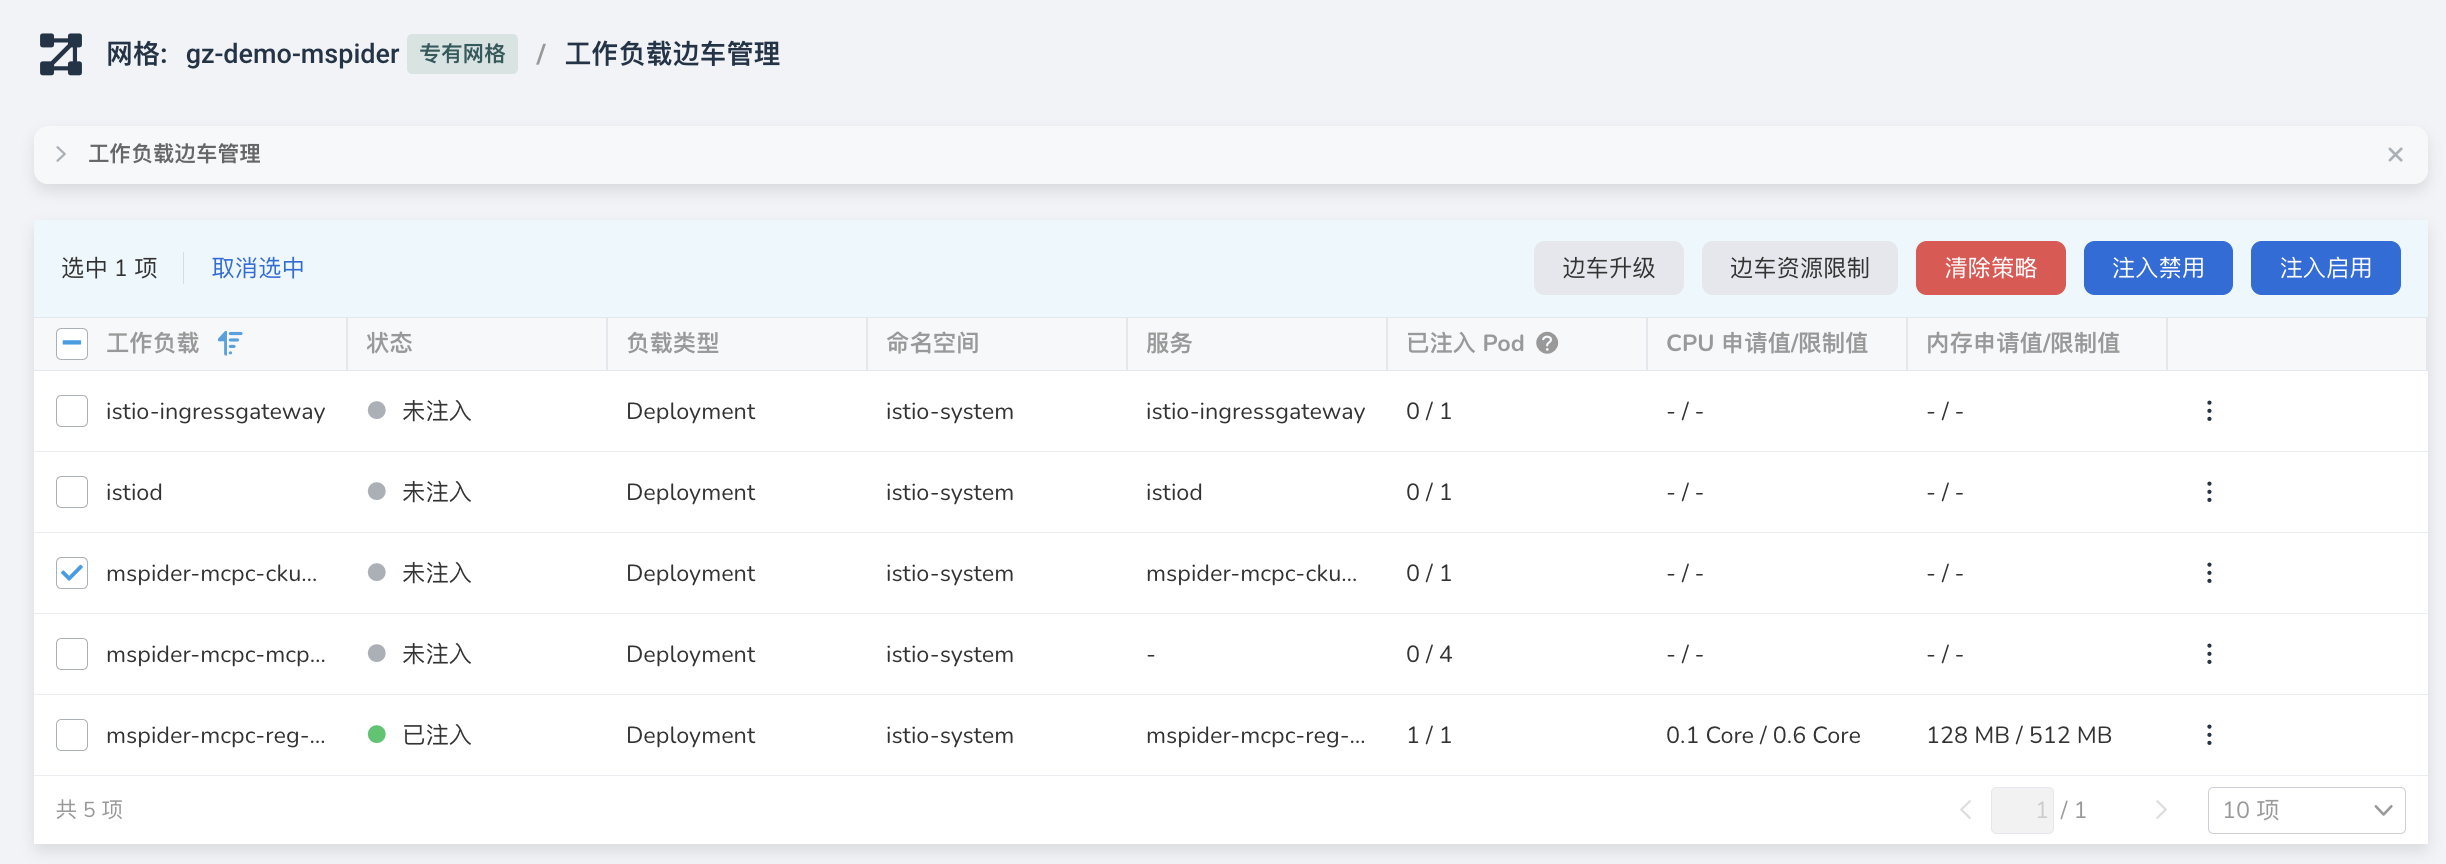 网格: gz-demo-mspider 专有网格 / 工作负载边车管理
工作负载边车管理
选中 1 项 取消选中 边车升级 边车资源限制 清除策略 注入禁用 注入启用
工作负载 状态 负载类型 命名空间 服务 已注入 Pod CPU 申请值/限制值 内存申请值/限制值
istio-ingressgateway 未注入 Deployment istio-system istio-ingressgateway 0 / 1 - / - - / -
istiod 未注入 Deployment istio-system istiod 0 / 1 - / - - / -
mspider-mcpc-cku... 未注入 Deployment istio-system mspider-mcpc-cku... 0 / 1 - / - - / -
mspider-mcpc-mcp... 未注入 Deployment istio-system - 0 / 4 - / - - / -
mspider-mcpc-reg-... 已注入 Deployment istio-system mspider-mcpc-reg-... 1 / 1 0.1 Core / 0.6 Core 128 MB / 512 MB
共 5 项 1 / 1 10 项